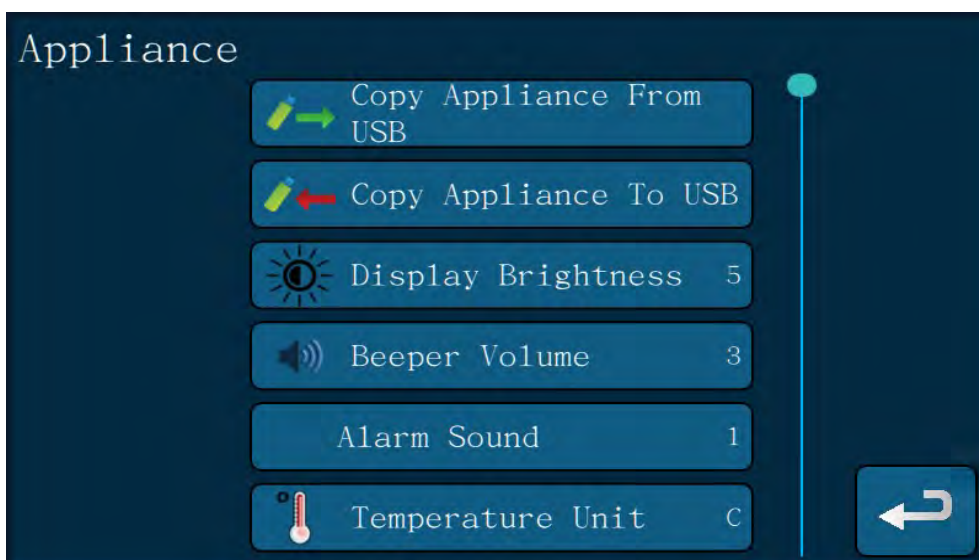 Appliance
Copy Appliance From
USB
Copy Appliance To USB
Display Brightness 5
Beeper Volume 3
Alarm Sound 1
Temperature Unit C